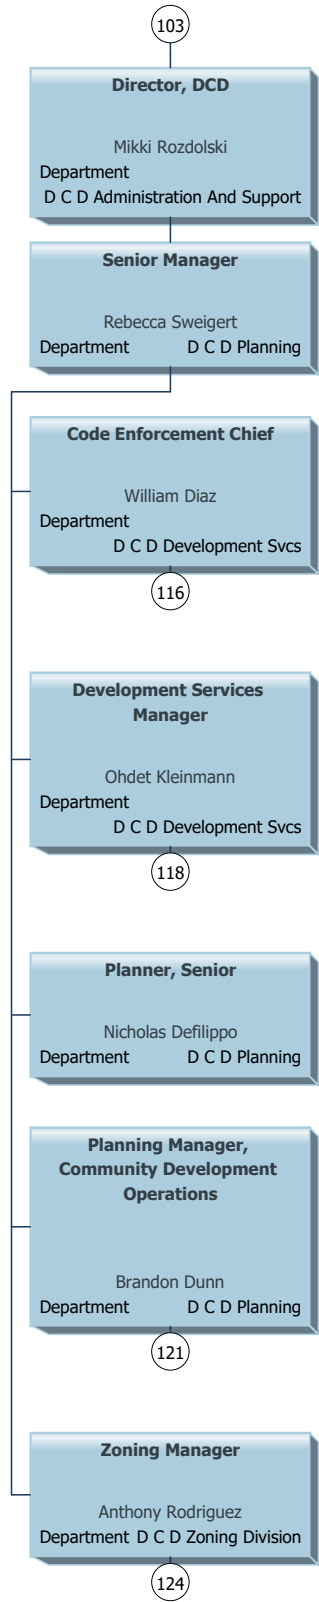 103
Director, DCD
Mikki Rozdolski
Department
D C D Administration And Support
Senior Manager
Rebecca Sweigert
Department D C D Planning
Code Enforcement Chief
William Diaz
Department
D C D Development Svcs
116
Development Services
Manager
Ohdet Kleinmann
Department
D C D Development Svcs
118
Planner, Senior
Nicholas Defilippo
Department D C D Planning
Planning Manager,
Community Development
Operations
Brandon Dunn
Department D C D Planning
121
Zoning Manager
Anthony Rodriguez
Department D C D Zoning Division
124